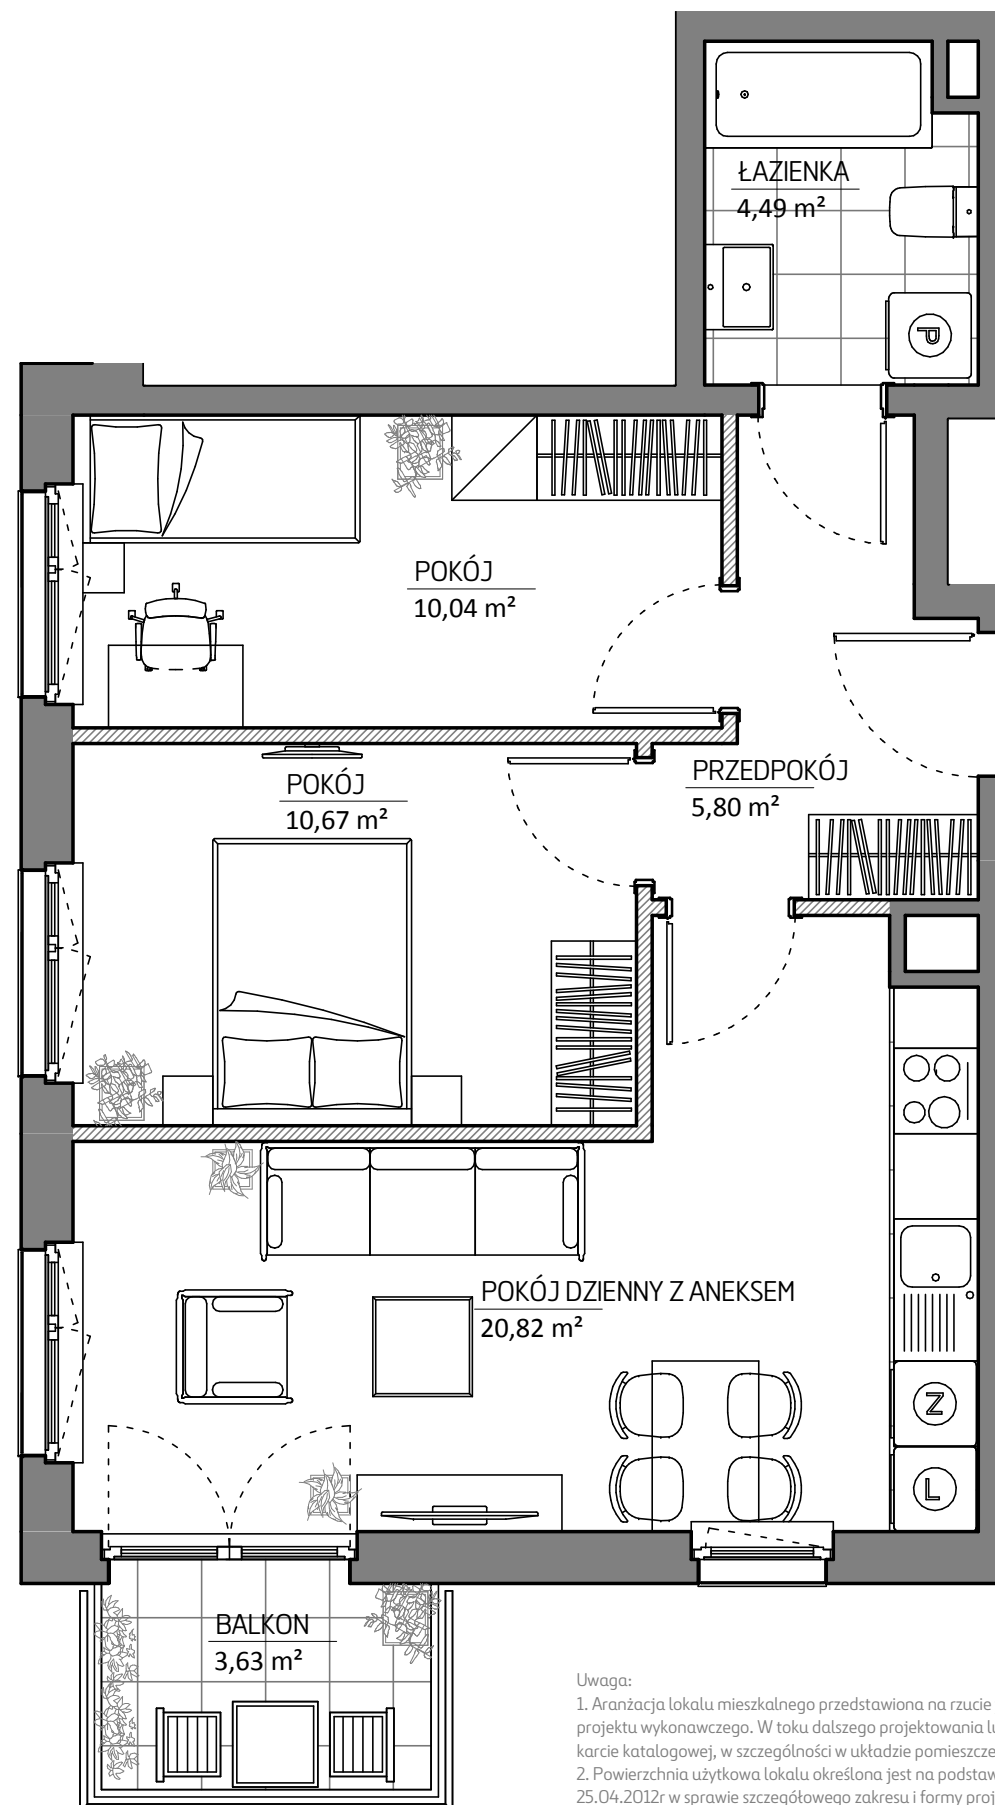 ŁAZIENKA
4,49 m²
P
POKÓJ
10,04 m²
POKÓJ
10,67 m²
PRZEDPOKÓJ
5,80 m²
POKÓJ DZIENNY Z ANEKSEM
20,82 m²
Z
L
BALKON
3,63 m²
Uwaga:
1. Aranżacja lokalu mieszkalnego przedstawiona na rzucie
projektu wykonawczego. W toku dalszego projektowania lu
karcie katalogowej, w szczególności w układzie pomieszcze
2. Powierzchnia użytkowa lokalu określona jest na podstaw
25.04.2012r w sprawie szczegółowego zakresu i formy proj